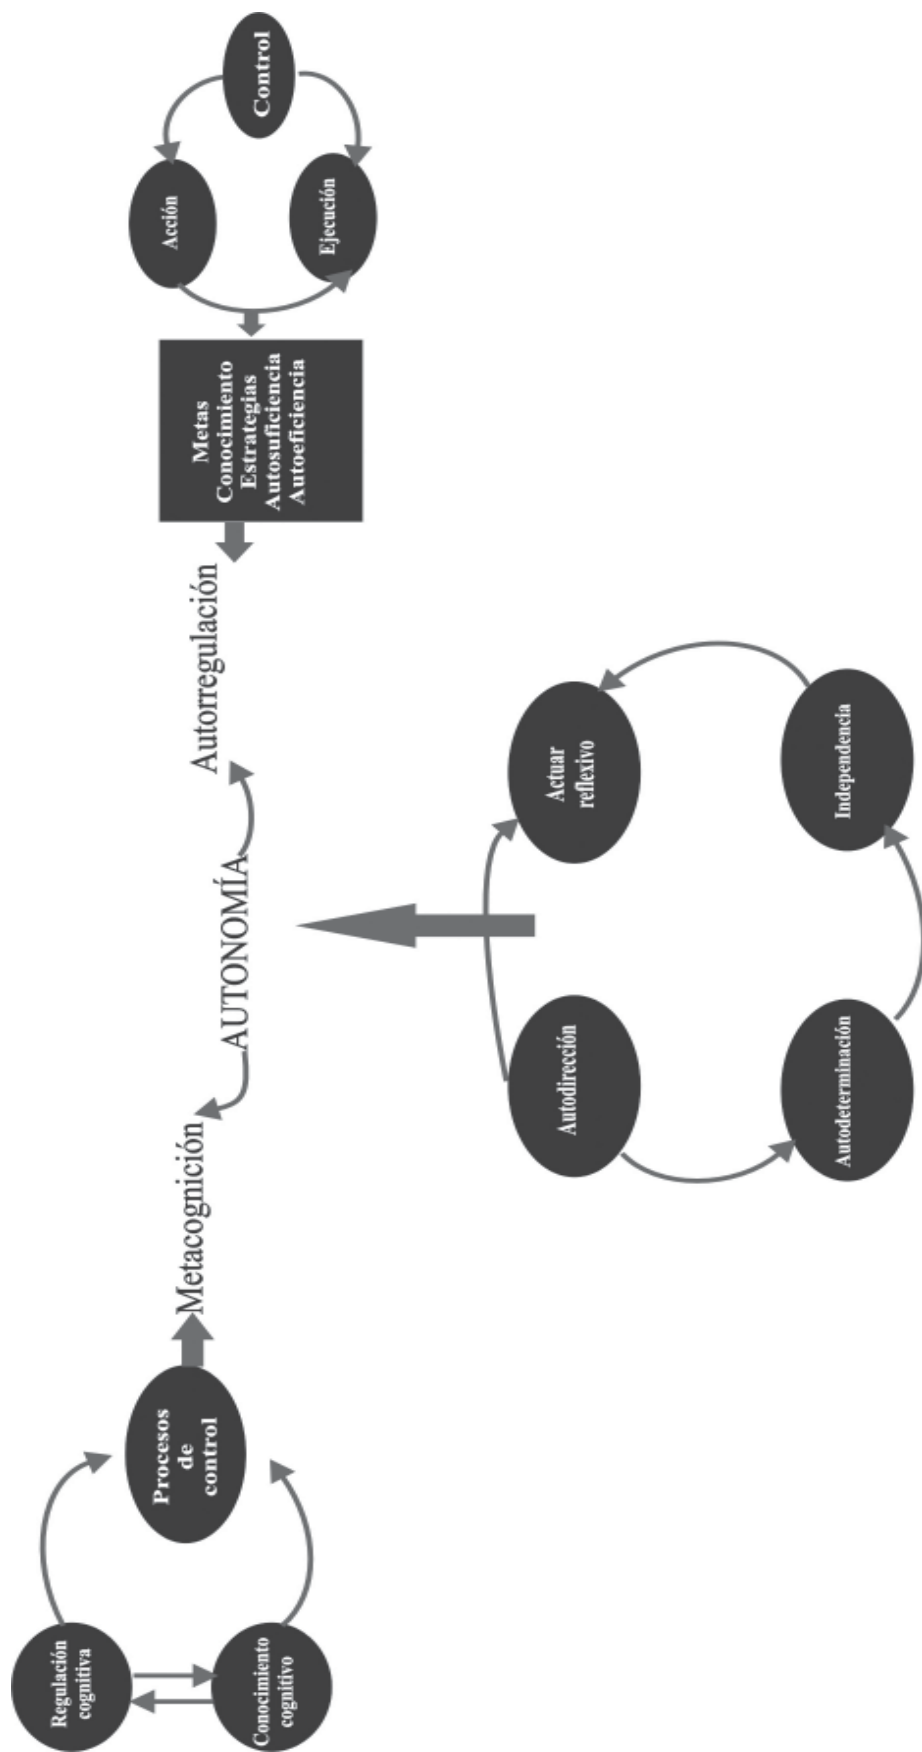 Regulación
cognitiva
Conocimiento
cognitivo
Procesos
de
control
Metacognición
AUTONOMÍA
Autorregulación
Metas
Conocimiento
Estrategias
Autosuficiencia
Autoeficiencia
Acción
Ejecución
Control
Autodirección
Actuar
reflexivo
Autodeterminación
Independencia